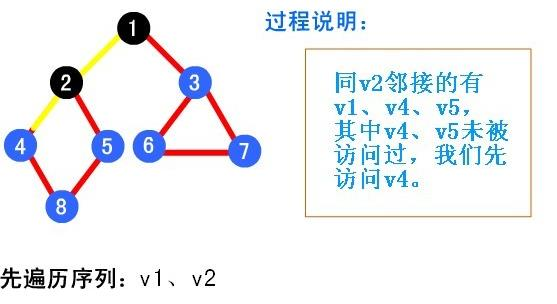 1
过程说明：
2
3
同v2邻接的有
v1、v4、v5，
其中v4、v5未被
访问过，我们先
访问v4。
4
5
6
7
8
先遍历序列：v1、v2